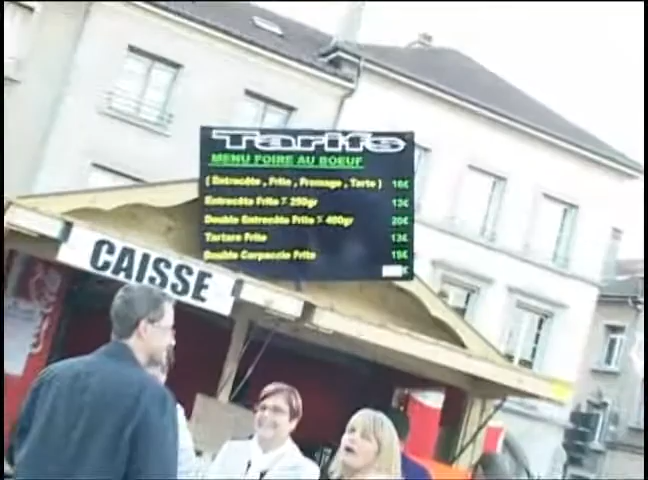 Tarifs
MENU FOIRE AU BOEUF
( Entrecôte , Frite , Fromage , Tarte ) 16€
Entrecôte Frite 250gr 13€
Double Entrecôte Frite 400gr 20€
Tartare Frite 13€
Double Carpaccio Frite 15€
CAISSE